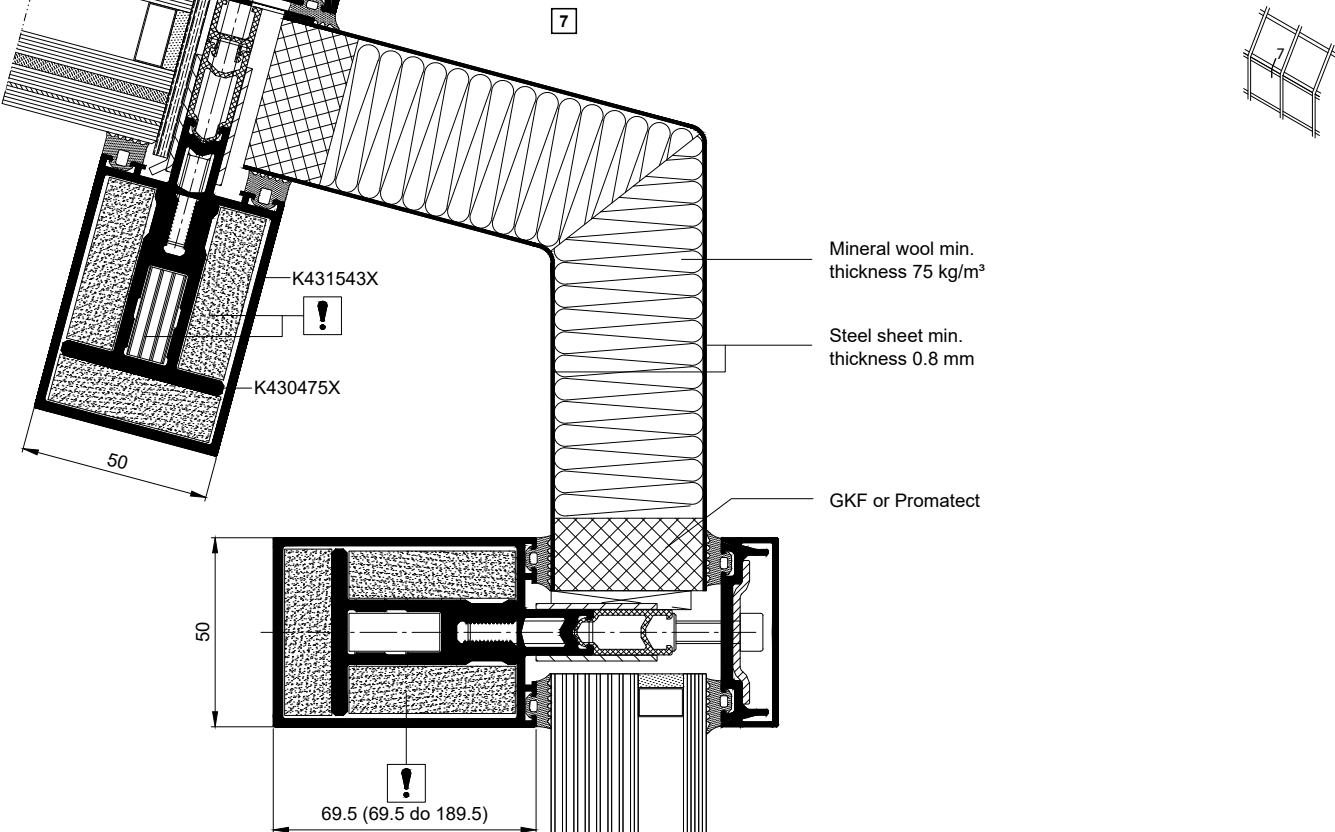 7
7
Mineral wool min.
thickness 75 kg/m³
K431543X
!
Steel sheet min.
thickness 0.8 mm
K430475X
50
GKF or Promatect
50
!
69.5 (69.5 do 189.5)